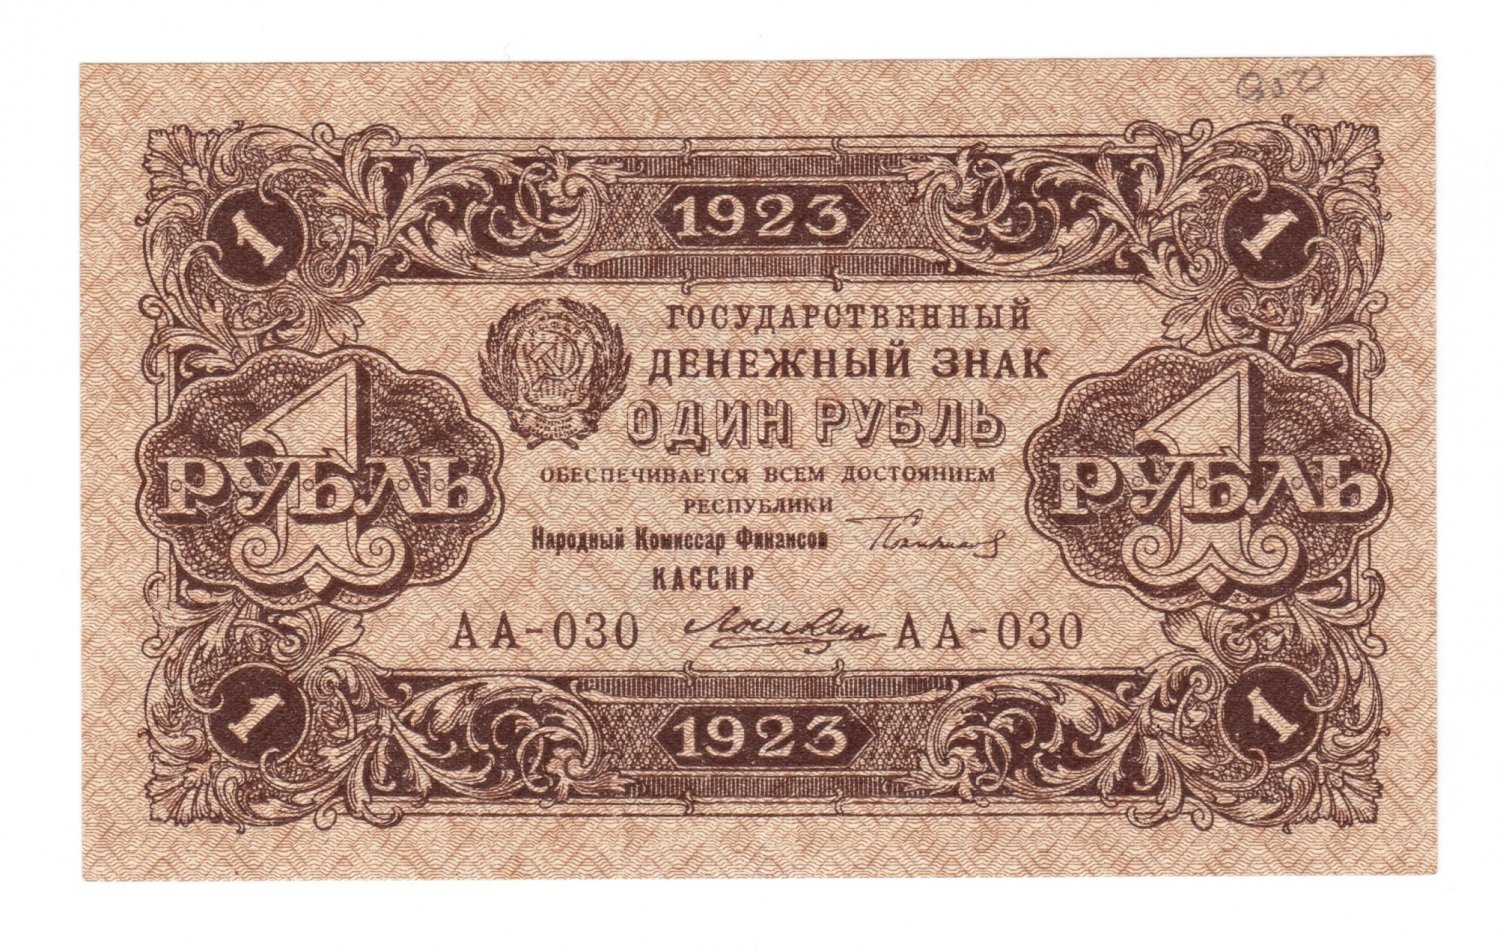 1 1923 1
ГОСУДАРСТВЕННЫЙ
ДЕНЕЖНЫЙ ЗНАК
ОДИН РУБЛЬ
1 РУБЛЬ
1 РУБЛЬ
ОБЕСПЕЧИВАЕТСЯ ВСЕМ ДОСТОЯНИЕМ
РЕСПУБЛИКИ
Народный Комиссар Финансов
КАССИР
АА-030 АА-030
1 1923 1